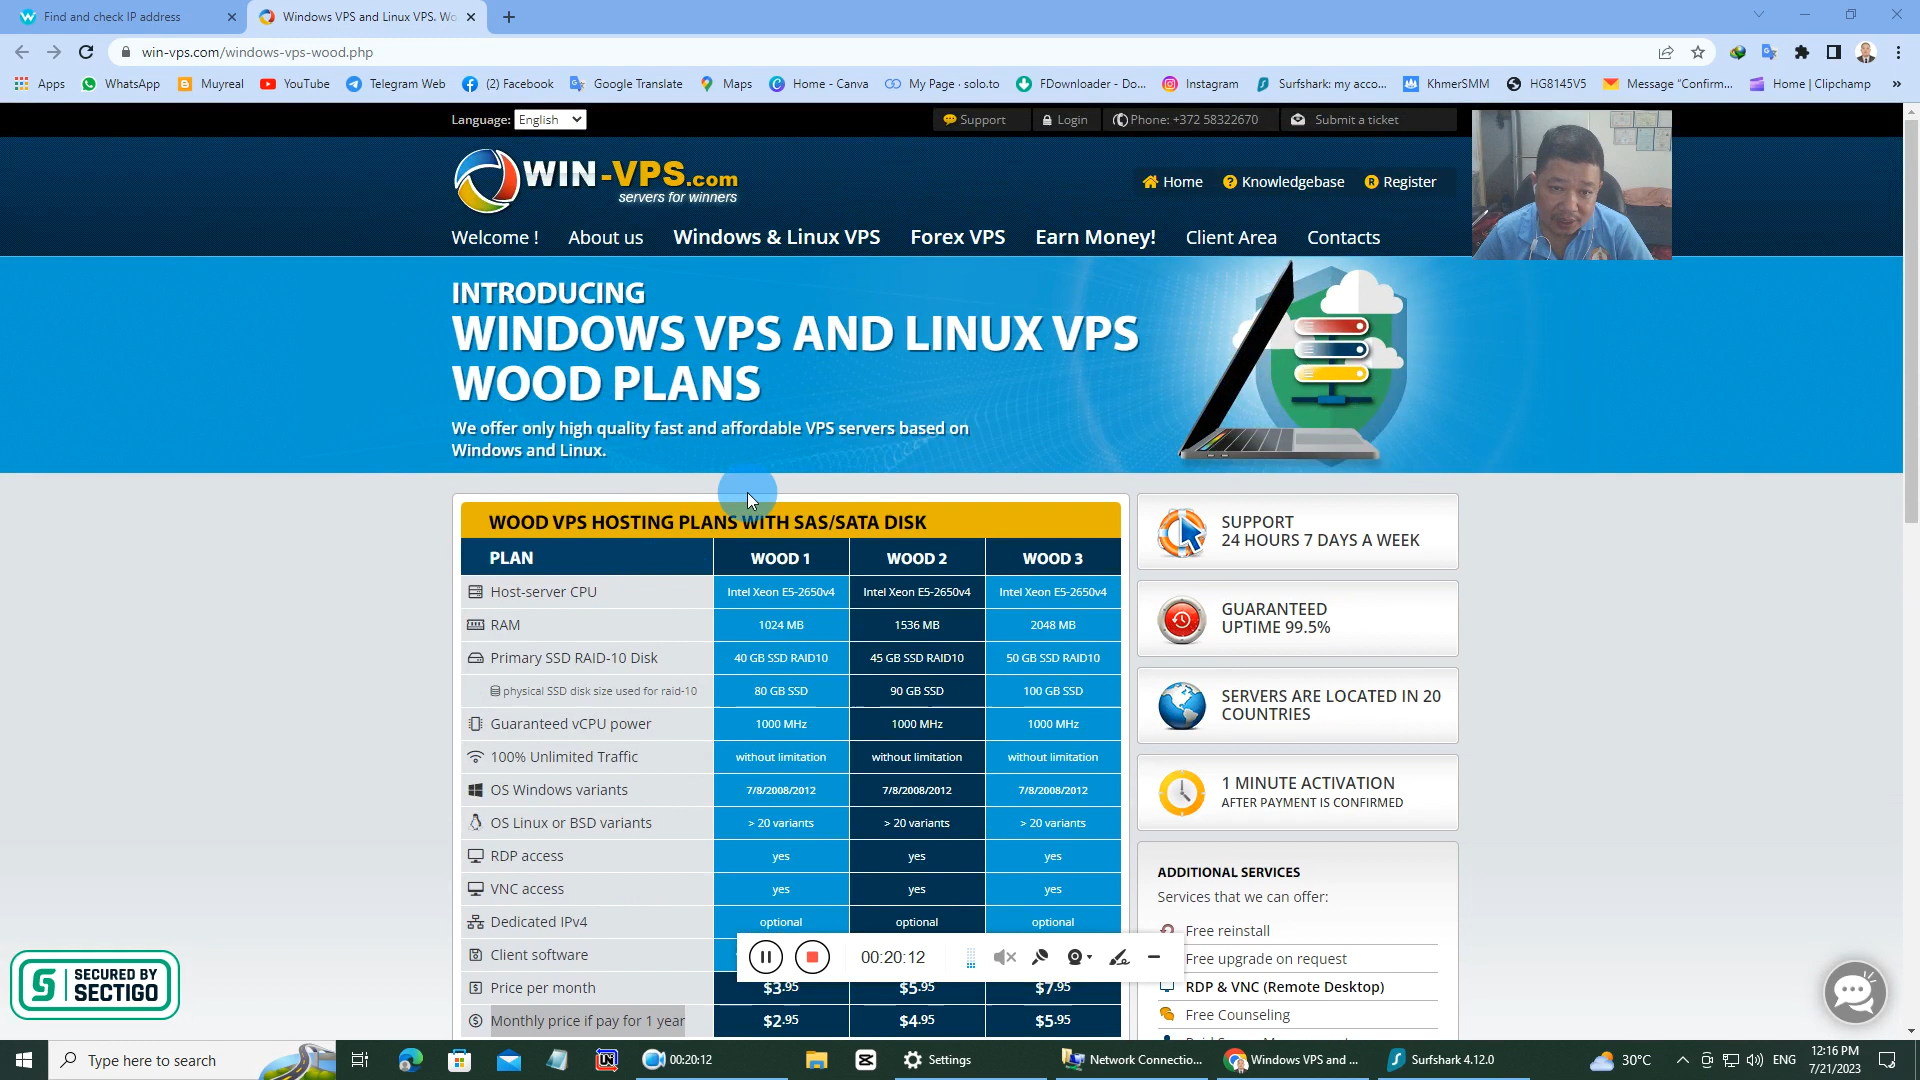 Find and check IP address
Windows VPS and Linux VPS. Wo
win-vps.com/windows-vps-wood.php
Apps
WhatsApp
Muyreal
YouTube
Telegram Web
(2) Facebook
Google Translate
Maps
Home - Canva
My Page · solo.to
FDownloader - Do...
Instagram
Surfshark: my acco...
KhmerSMM
HG8145V5
Message "Confirm...
Home | Clipchamp
»
Language: English
Support
Login
Phone: +372 58322670
Submit a ticket
WIN-VPS.com
servers for winners
Home
Knowledgebase
Register
Welcome !
About us
Windows & Linux VPS
Forex VPS
Earn Money!
Client Area
Contacts
INTRODUCING
WINDOWS VPS AND LINUX VPS
WOOD PLANS
We offer only high quality fast and affordable VPS servers based on
Windows and Linux.
WOOD VPS HOSTING PLANS WITH SAS/SATA DISK
PLAN WOOD 1 WOOD 2 WOOD 3
Host-server CPU Intel Xeon E5-2650v4 Intel Xeon E5-2650v4 Intel Xeon E5-2650v4
RAM 1024 MB 1536 MB 2048 MB
Primary SSD RAID-10 Disk 40 GB SSD RAID10 45 GB SSD RAID10 50 GB SSD RAID10
physical SSD disk size used for raid-10 80 GB SSD 90 GB SSD 100 GB SSD
Guaranteed vCPU power 1000 MHz 1000 MHz 1000 MHz
100% Unlimited Traffic without limitation without limitation without limitation
OS Windows variants 7/8/2008/2012 7/8/2008/2012 7/8/2008/2012
OS Linux or BSD variants > 20 variants > 20 variants > 20 variants
RDP access yes yes yes
VNC access yes yes yes
Dedicated IPv4 optional optional optional
Client software
Price per month $3.95 $5.95 $7.95
Monthly price if pay for 1 year $2.95 $4.95 $5.95
SUPPORT
24 HOURS 7 DAYS A WEEK
GUARANTEED
UPTIME 99.5%
SERVERS ARE LOCATED IN 20
COUNTRIES
1 MINUTE ACTIVATION
AFTER PAYMENT IS CONFIRMED
ADDITIONAL SERVICES
Services that we can offer:
Free reinstall
Free upgrade on request
RDP & VNC (Remote Desktop)
Free Counseling
00:20:12
SECURED BY
SECTIGO
Type here to search
00:20:12
Settings
Network Connectio...
Windows VPS and ...
Surfshark 4.12.0
30°C
ENG
12:16 PM
7/21/2023